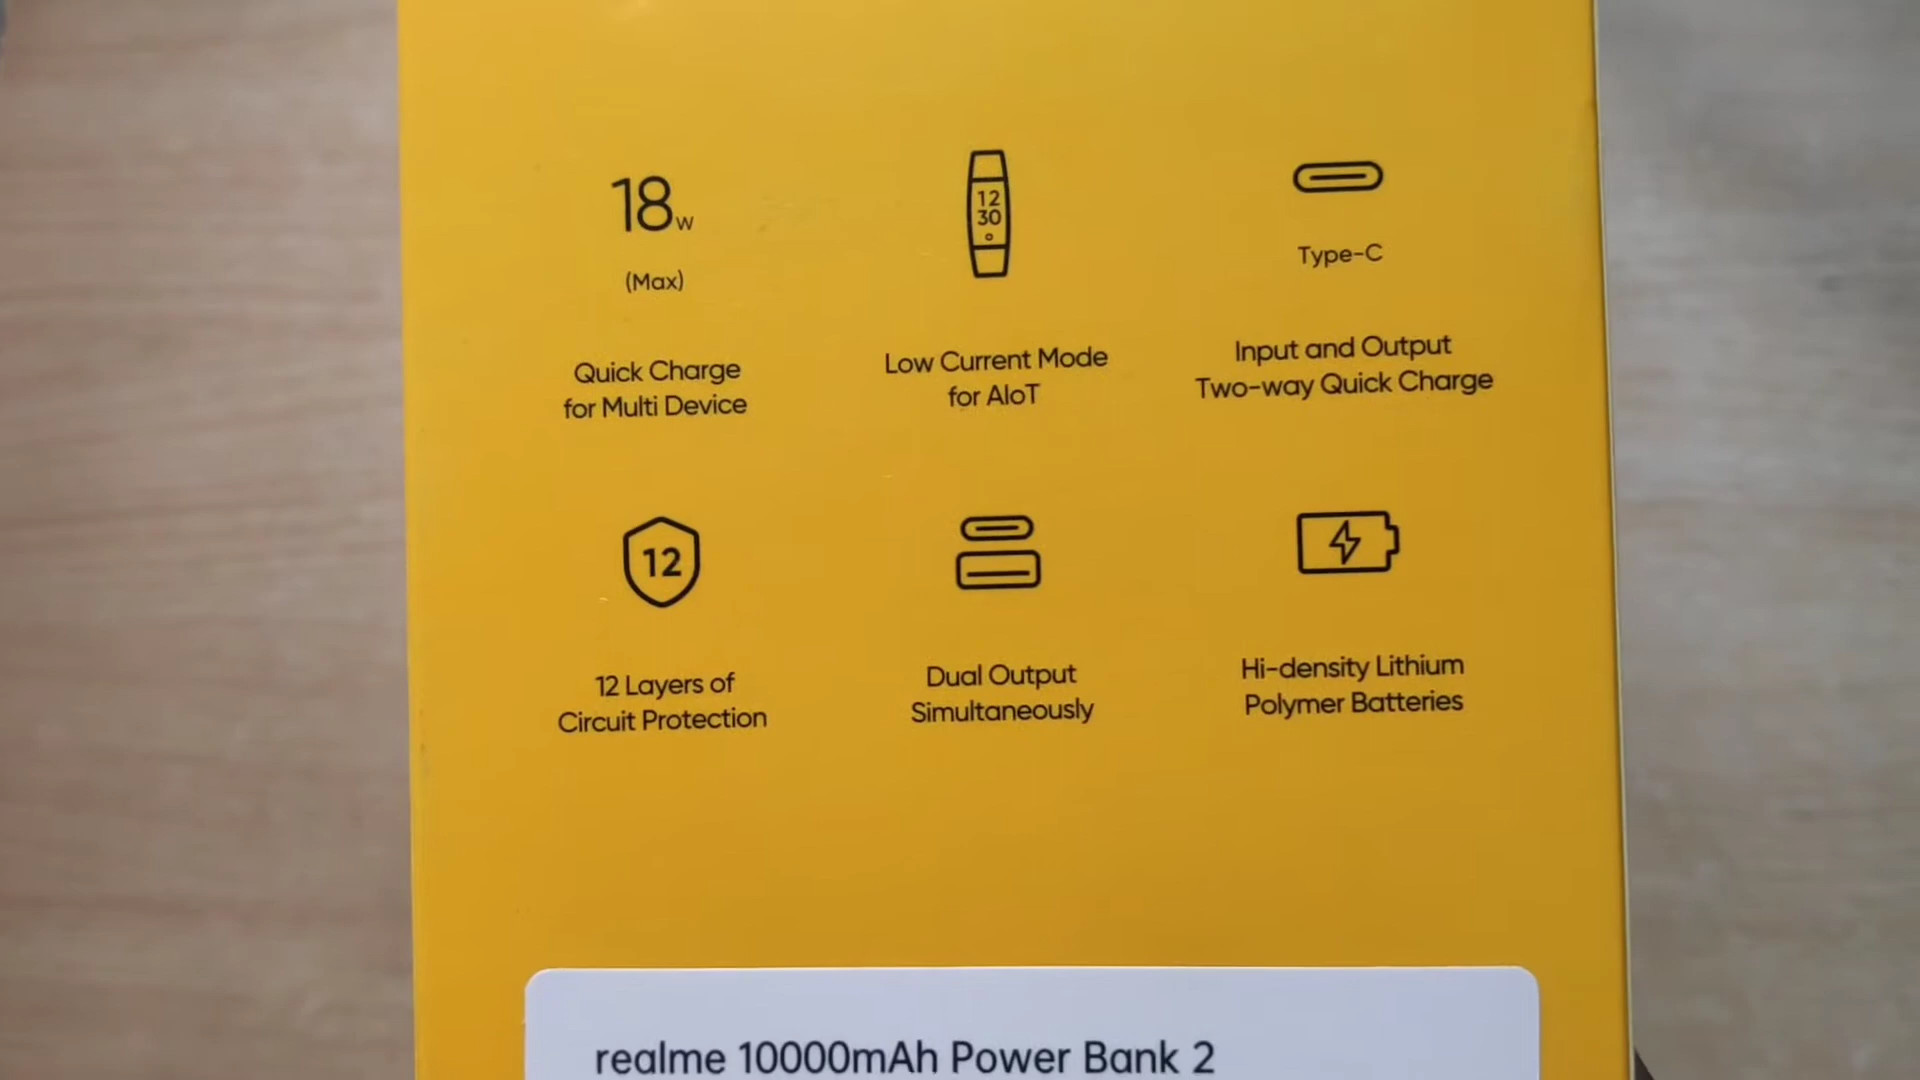 18w
(Max)
Quick Charge
for Multi Device
12
30
Low Current Mode
for AIoT
Type-C
Input and Output
Two-way Quick Charge
12
12 Layers of
Circuit Protection
Dual Output
Simultaneously
Hi-density Lithium
Polymer Batteries
realme 10000mAh Power Bank 2